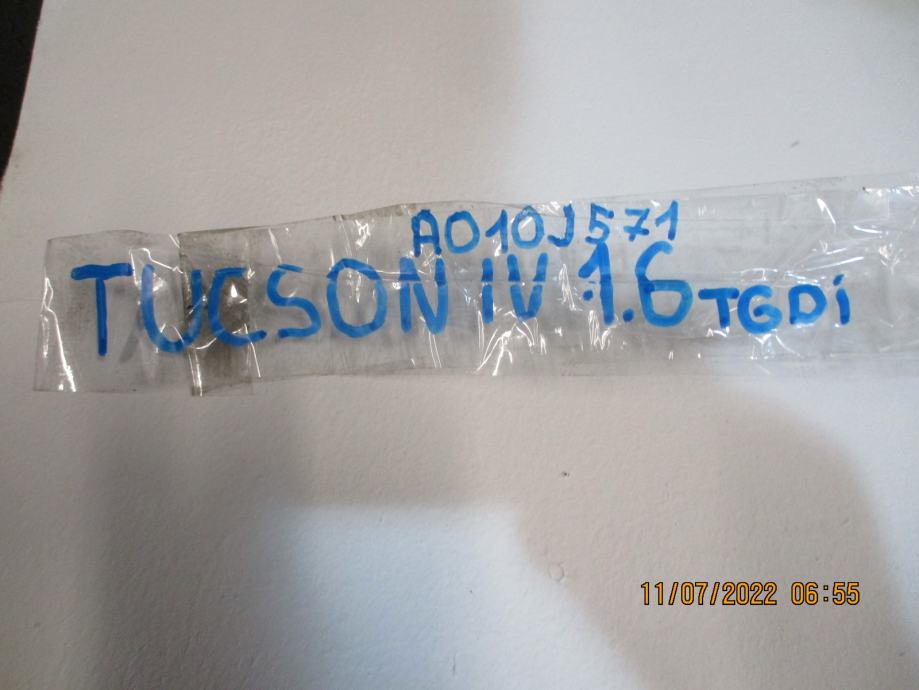 A010J571
TUCSON IV 1.6 TGDi
11/07/2022 06:55